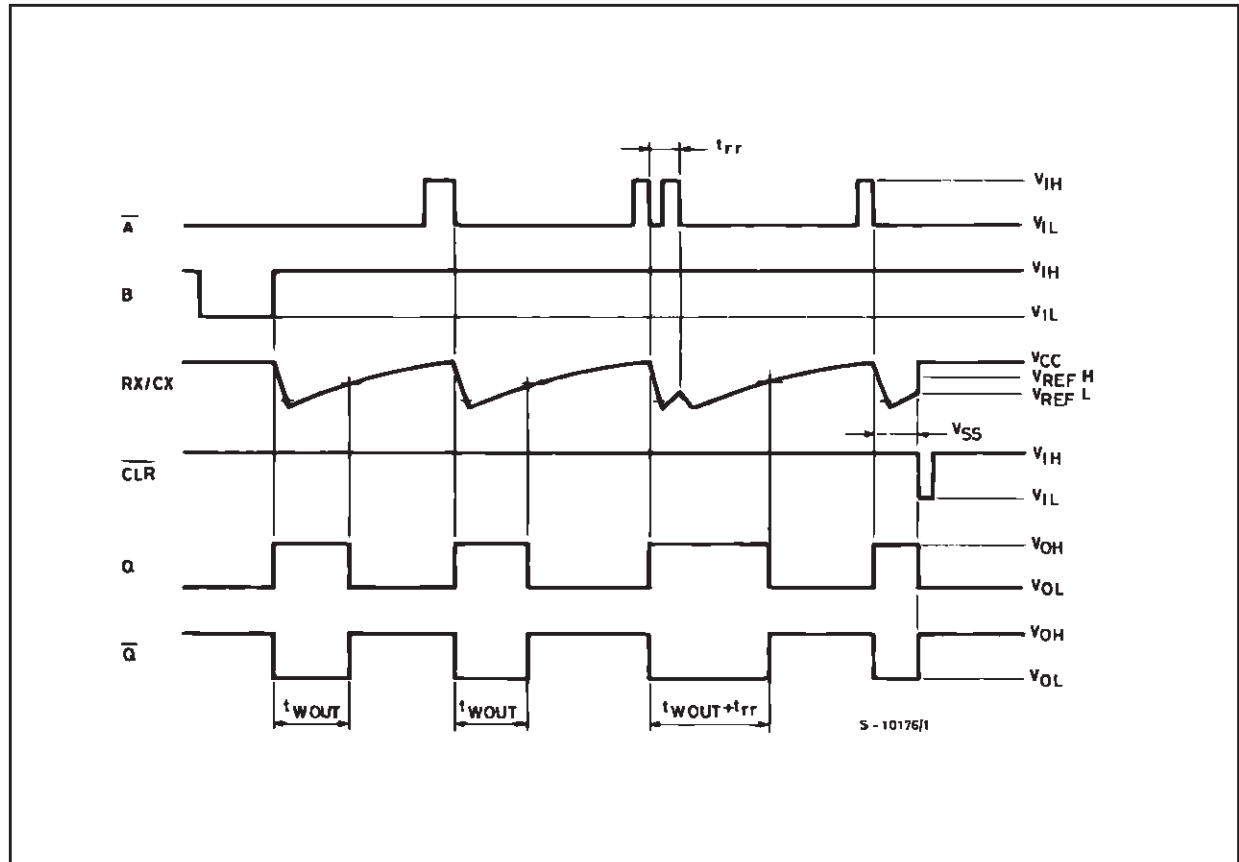 trr
A̅
VIH
VIL
B
VIH
VIL
RX/CX
VCC
VREF H
VREF L
VSS
C̅L̅R̅
VIH
VIL
Q
VOH
VOL
Q̅
VOH
VOL
tWOUT
tWOUT
tWOUT+trr
S-10176/1